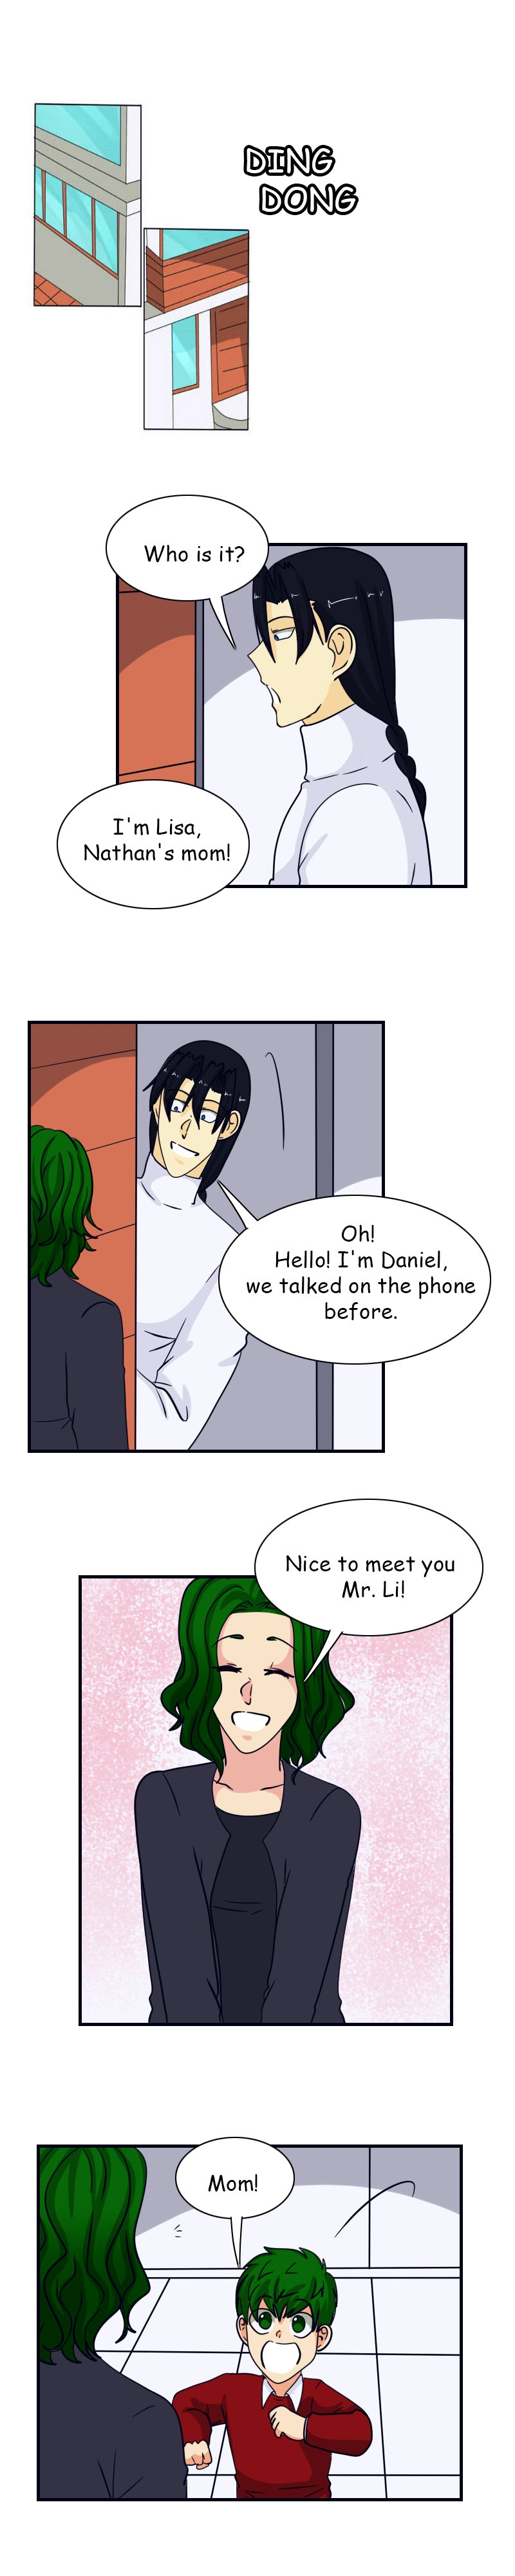 DING
DONG
Who is it?
I'm Lisa,
Nathan's mom!
Oh!
Hello! I'm Daniel,
we talked on the phone
before.
Nice to meet you
Mr. Li!
Mom!